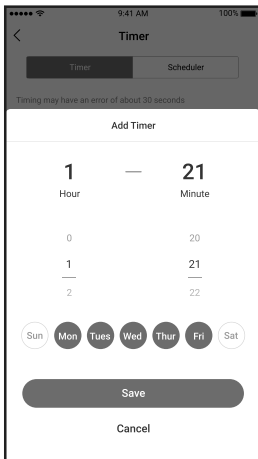 9:41 AM 100%
Timer
Timer Scheduler
Timing may have an error of about 30 seconds
Add Timer
1 — 21
Hour Minute
0 20
1 21
2 22
Sun Mon Tues Wed Thur Fri Sat
Save
Cancel